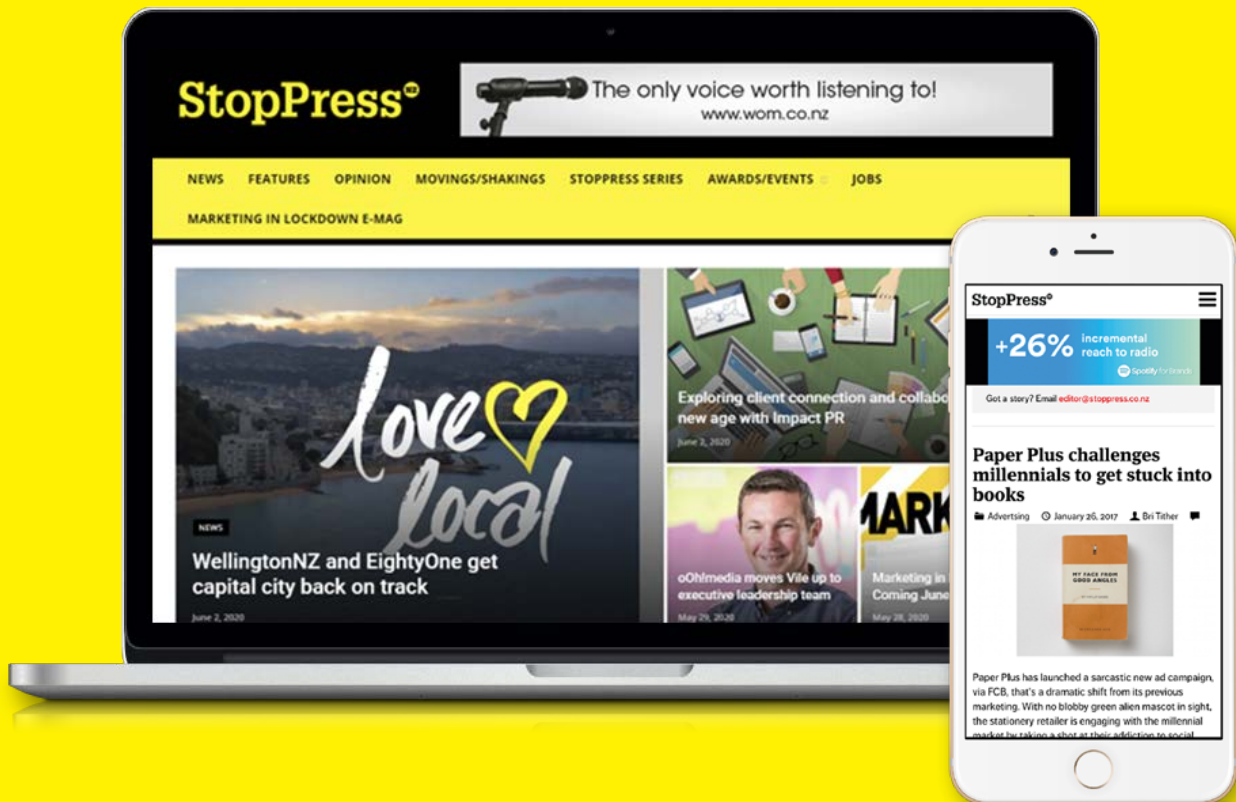 StopPress NZ
The only voice worth listening to!
www.wom.co.nz
NEWS FEATURES OPINION MOVINGS/SHAKINGS STOPPRESS SERIES AWARDS/EVENTS JOBS
MARKETING IN LOCKDOWN E-MAG
love
local
NEWS
WellingtonNZ and EightyOne get
capital city back on track
June 2, 2020
Exploring client connection and collabo
new age with Impact PR
June 2, 2020
oOh!media moves Vile up to
executive leadership team
May 29, 2020
MARK
Marketing in
Coming June
May 28, 2020
StopPress
+26% incremental
reach to radio
Spotify for Brands
Got a story? Email editor@stoppress.co.nz
Paper Plus challenges
millennials to get stuck into
books
Advertsing January 26, 2017 Bri Tither
MY FACE FROM
GOOD ANGLES
Paper Plus has launched a sarcastic new ad campaign,
via FCB, that's a dramatic shift from its previous
marketing. With no blobby green alien mascot in sight,
the stationery retailer is engaging with the millennial
market by taking a shot at their addiction to social